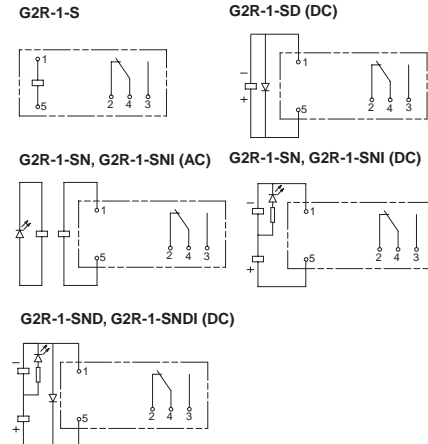 G2R-1-S
1
5
2 4 3
G2R-1-SD (DC)
−
+
1
5
2 4 3
G2R-1-SN, G2R-1-SNI (AC)
1
5
2 4 3
G2R-1-SN, G2R-1-SNI (DC)
−
+
1
5
2 4 3
G2R-1-SND, G2R-1-SNDI (DC)
−
+
1
5
2 4 3